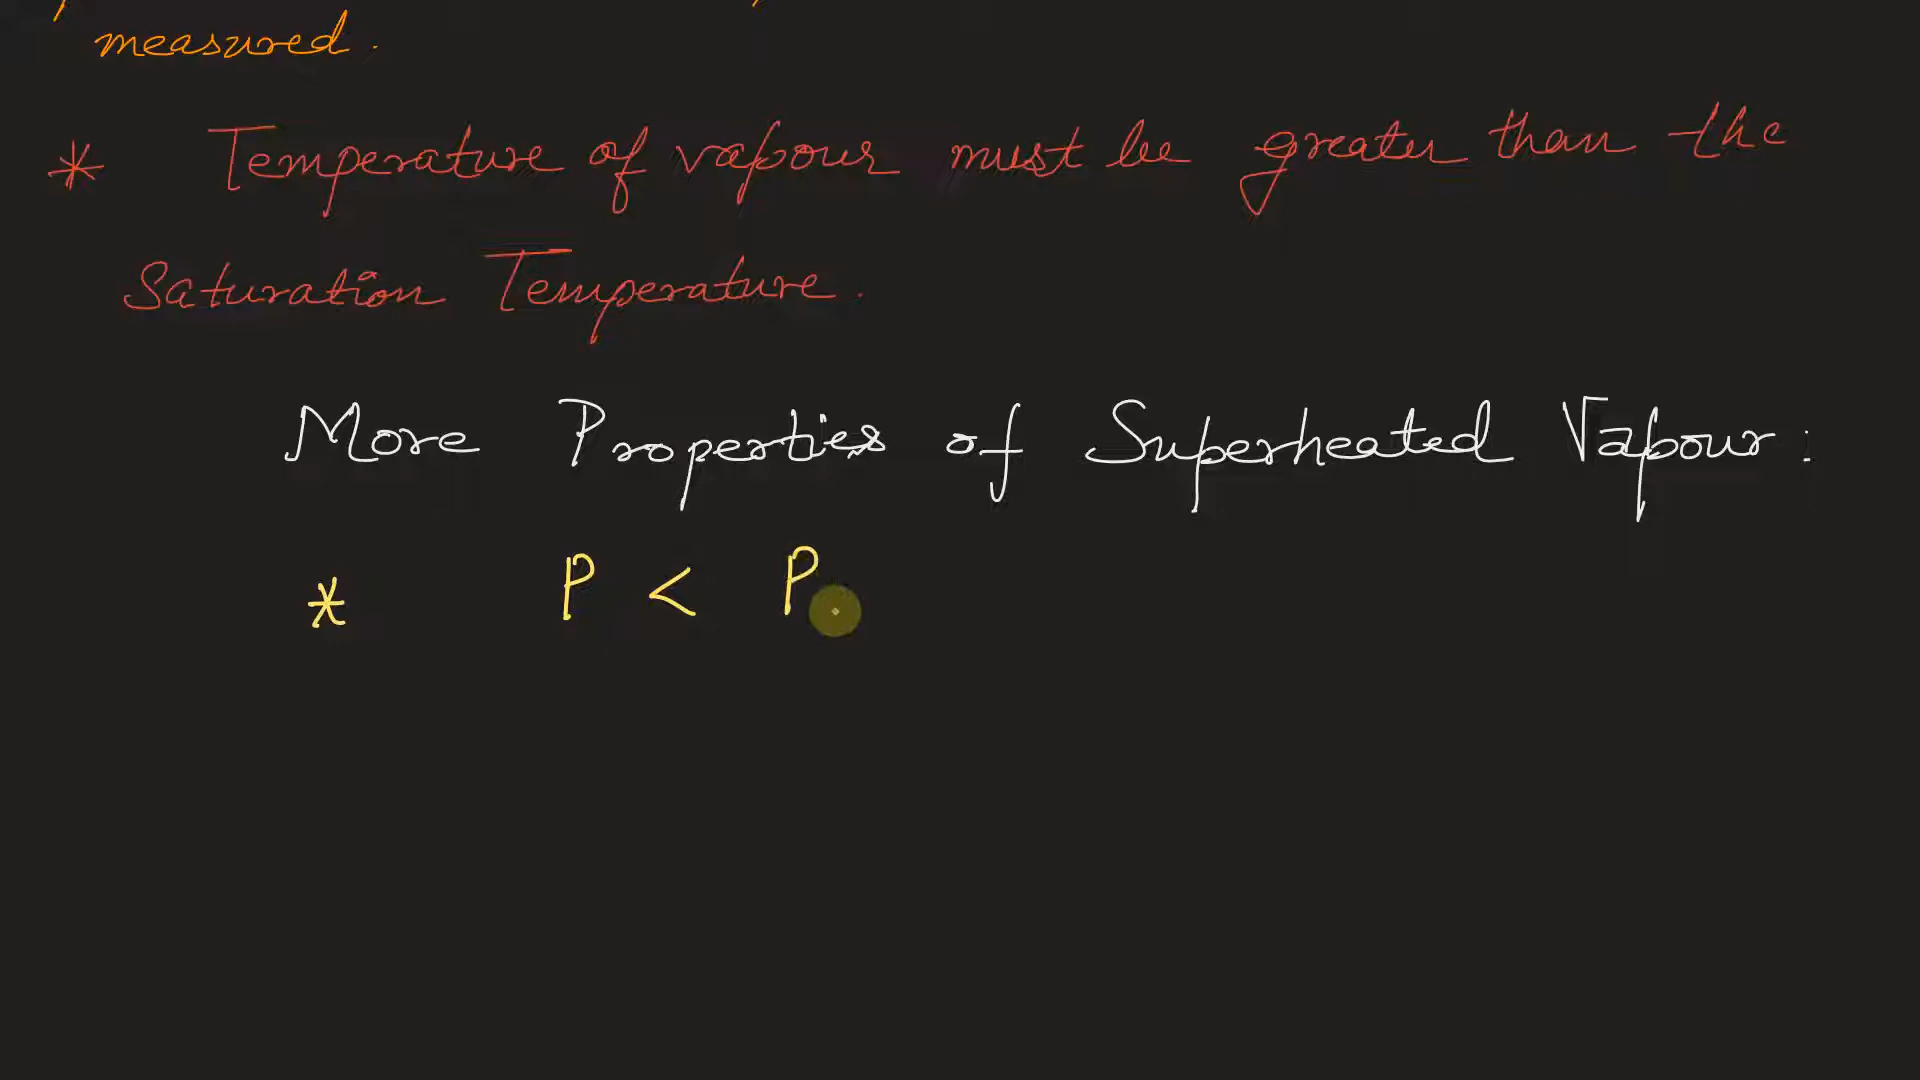 measured.
* Temperature of vapour must be greater than the
Saturation Temperature.
More Properties of Superheated Vapour:
* P < P